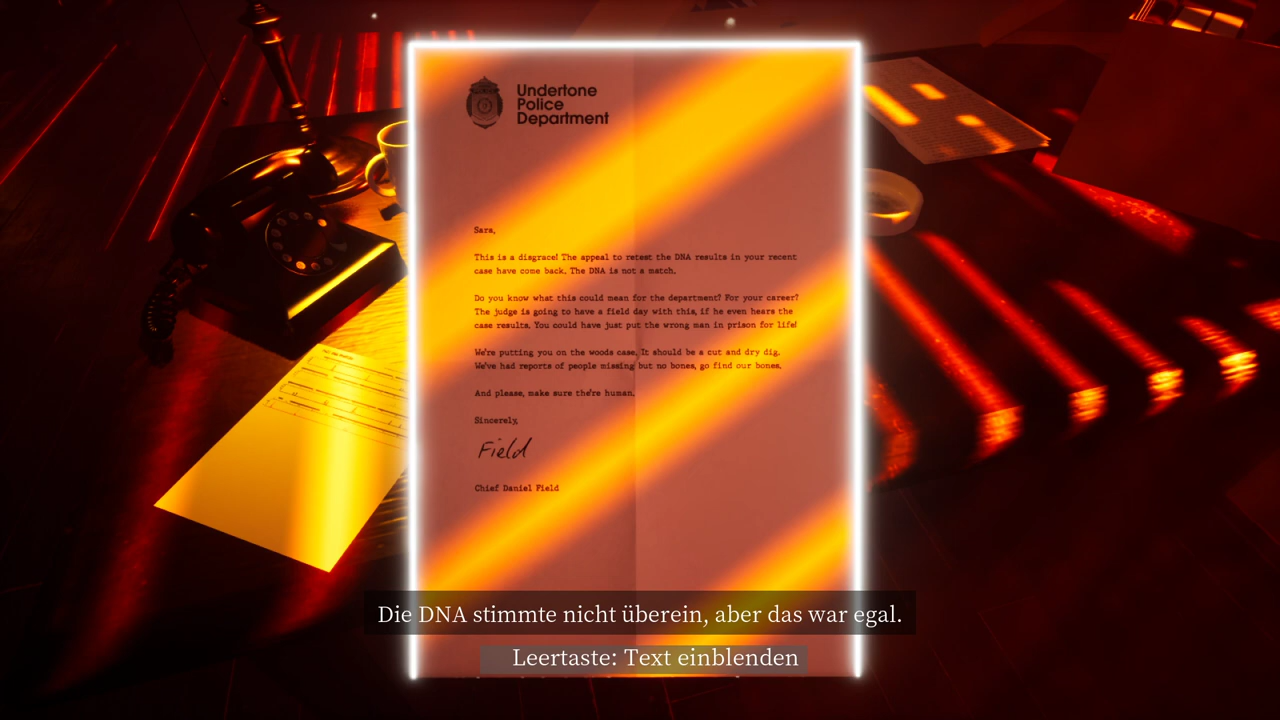 Undertone
Police
Department
Sara,
This is a disgrace! The appeal to retest the DNA results in your recent
case have come back. The DNA is not a match.
Do you know what this could mean for the department? For your career?
The judge is going to have a field day with this, if he even hears the
case results. You could have just put the wrong man in prison for life!
We're putting you on the woods case. It should be a cut and dry dig.
We've had reports of people missing but no bones, go find our bones.
And please, make sure the're human.
Sincerely,
Field
Chief Daniel Field
Die DNA stimmte nicht überein, aber das war egal.
Leertaste: Text einblenden